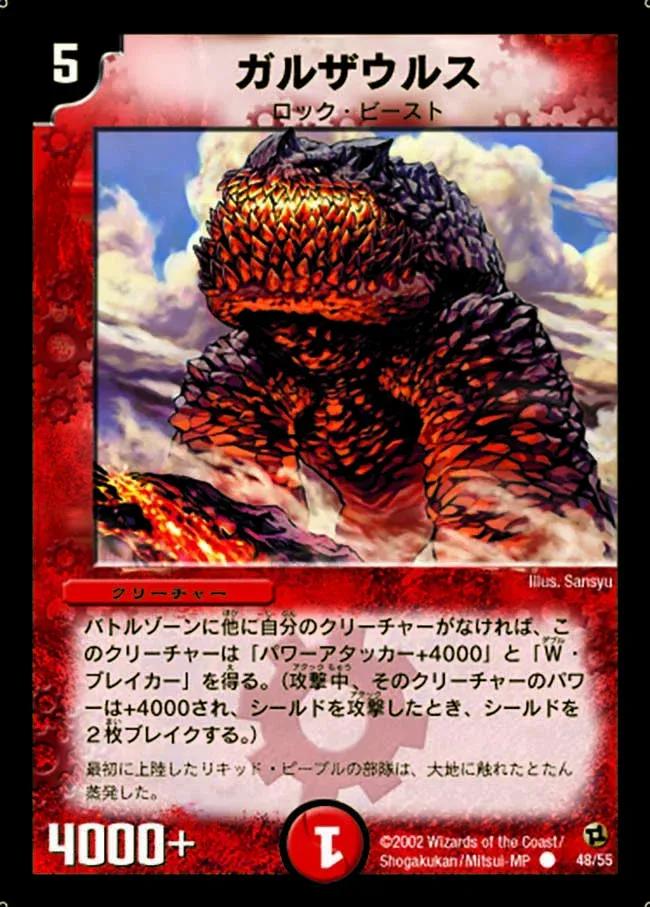 5
ガルザウルス
ロック・ビースト
Illus. Sansyu
クリーチャー
バトルゾーンに他に自分のクリーチャーがなければ、こ
のクリーチャーは「パワーアタッカー+4000」と「W・
ブレイカー」を得る。（攻撃中、そのクリーチャーのパワ
ーは+4000され、シールドを攻撃したとき、シールドを
2枚ブレイクする。）
最初に上陸したリキッド・ピープルの部隊は、大地に触れたとたん
蒸発した。
4000+
1
©2002 Wizards of the Coast/
Shogakukan/Mitsui-MP
48/55